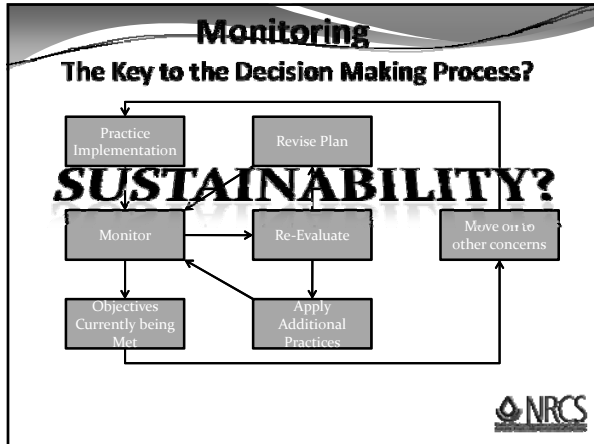 Monitoring
The Key to the Decision Making Process?
Practice
Implementation
Revise Plan
SUSTAINABILITY?
Monitor
Re-Evaluate
Move on to
other concerns
Objectives
Currently being
Met
Apply
Additional
Practices
NRCS